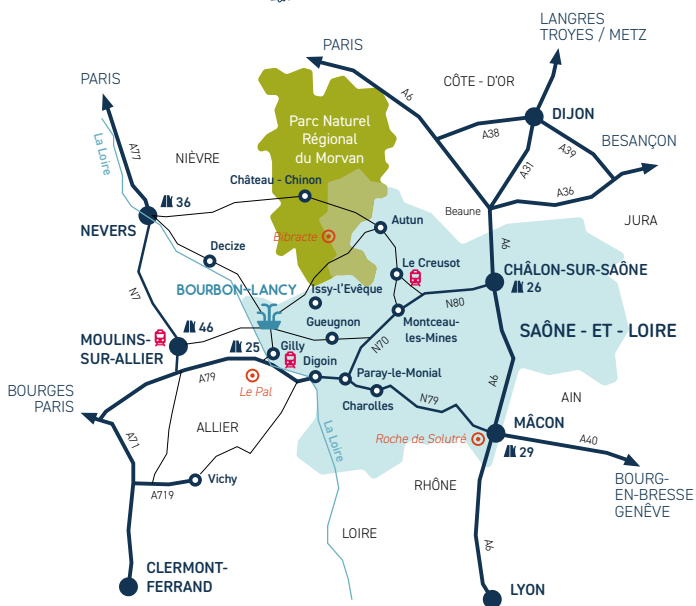 LANGRES
TROYES / METZ
PARIS
CÔTE - D'OR
PARIS
A6
DIJON
A77
La Loire
Parc Naturel
Régional
du Morvan
A38
A31
A39
BESANÇON
NIÈVRE
A36
Château - Chinon
36
NEVERS
Beaune
Autun
JURA
Bibracte
A6
Decize
Le Creusot
CHÂLON-SUR-SAÔNE
26
BOURBON-LANCY
Issy-l'Evêque
N7
N80
46
Gueugnon
Montceau-
les-Mines
SAÔNE - ET - LOIRE
MOULINS-
SUR-ALLIER
25
Gilly
N70
Digoin
Paray-le-Monial
A79
Le Pal
A6
BOURGES
PARIS
Charolles
N79
AIN
ALLIER
MÂCON
A71
La Loire
Roche de Solutré
A40
29
Vichy
A719
RHÔNE
BOURG-
EN-BRESSE
GENÊVE
LOIRE
A6
CLERMONT-
FERRAND
LYON